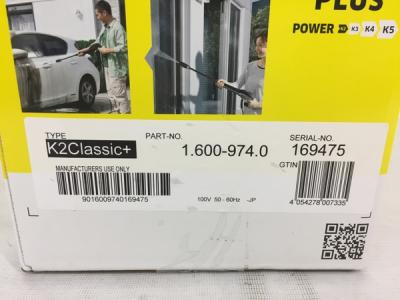 PLUS
POWER K2 K3 K4 K5
TYPE PART-NO. SERIAL-NO.
K2Classic+ 1.600-974.0 169475
MANUFACTURERS USE ONLY
GTIN
9016009740169475
100V 50 - 60Hz -JP
4 054278 007335